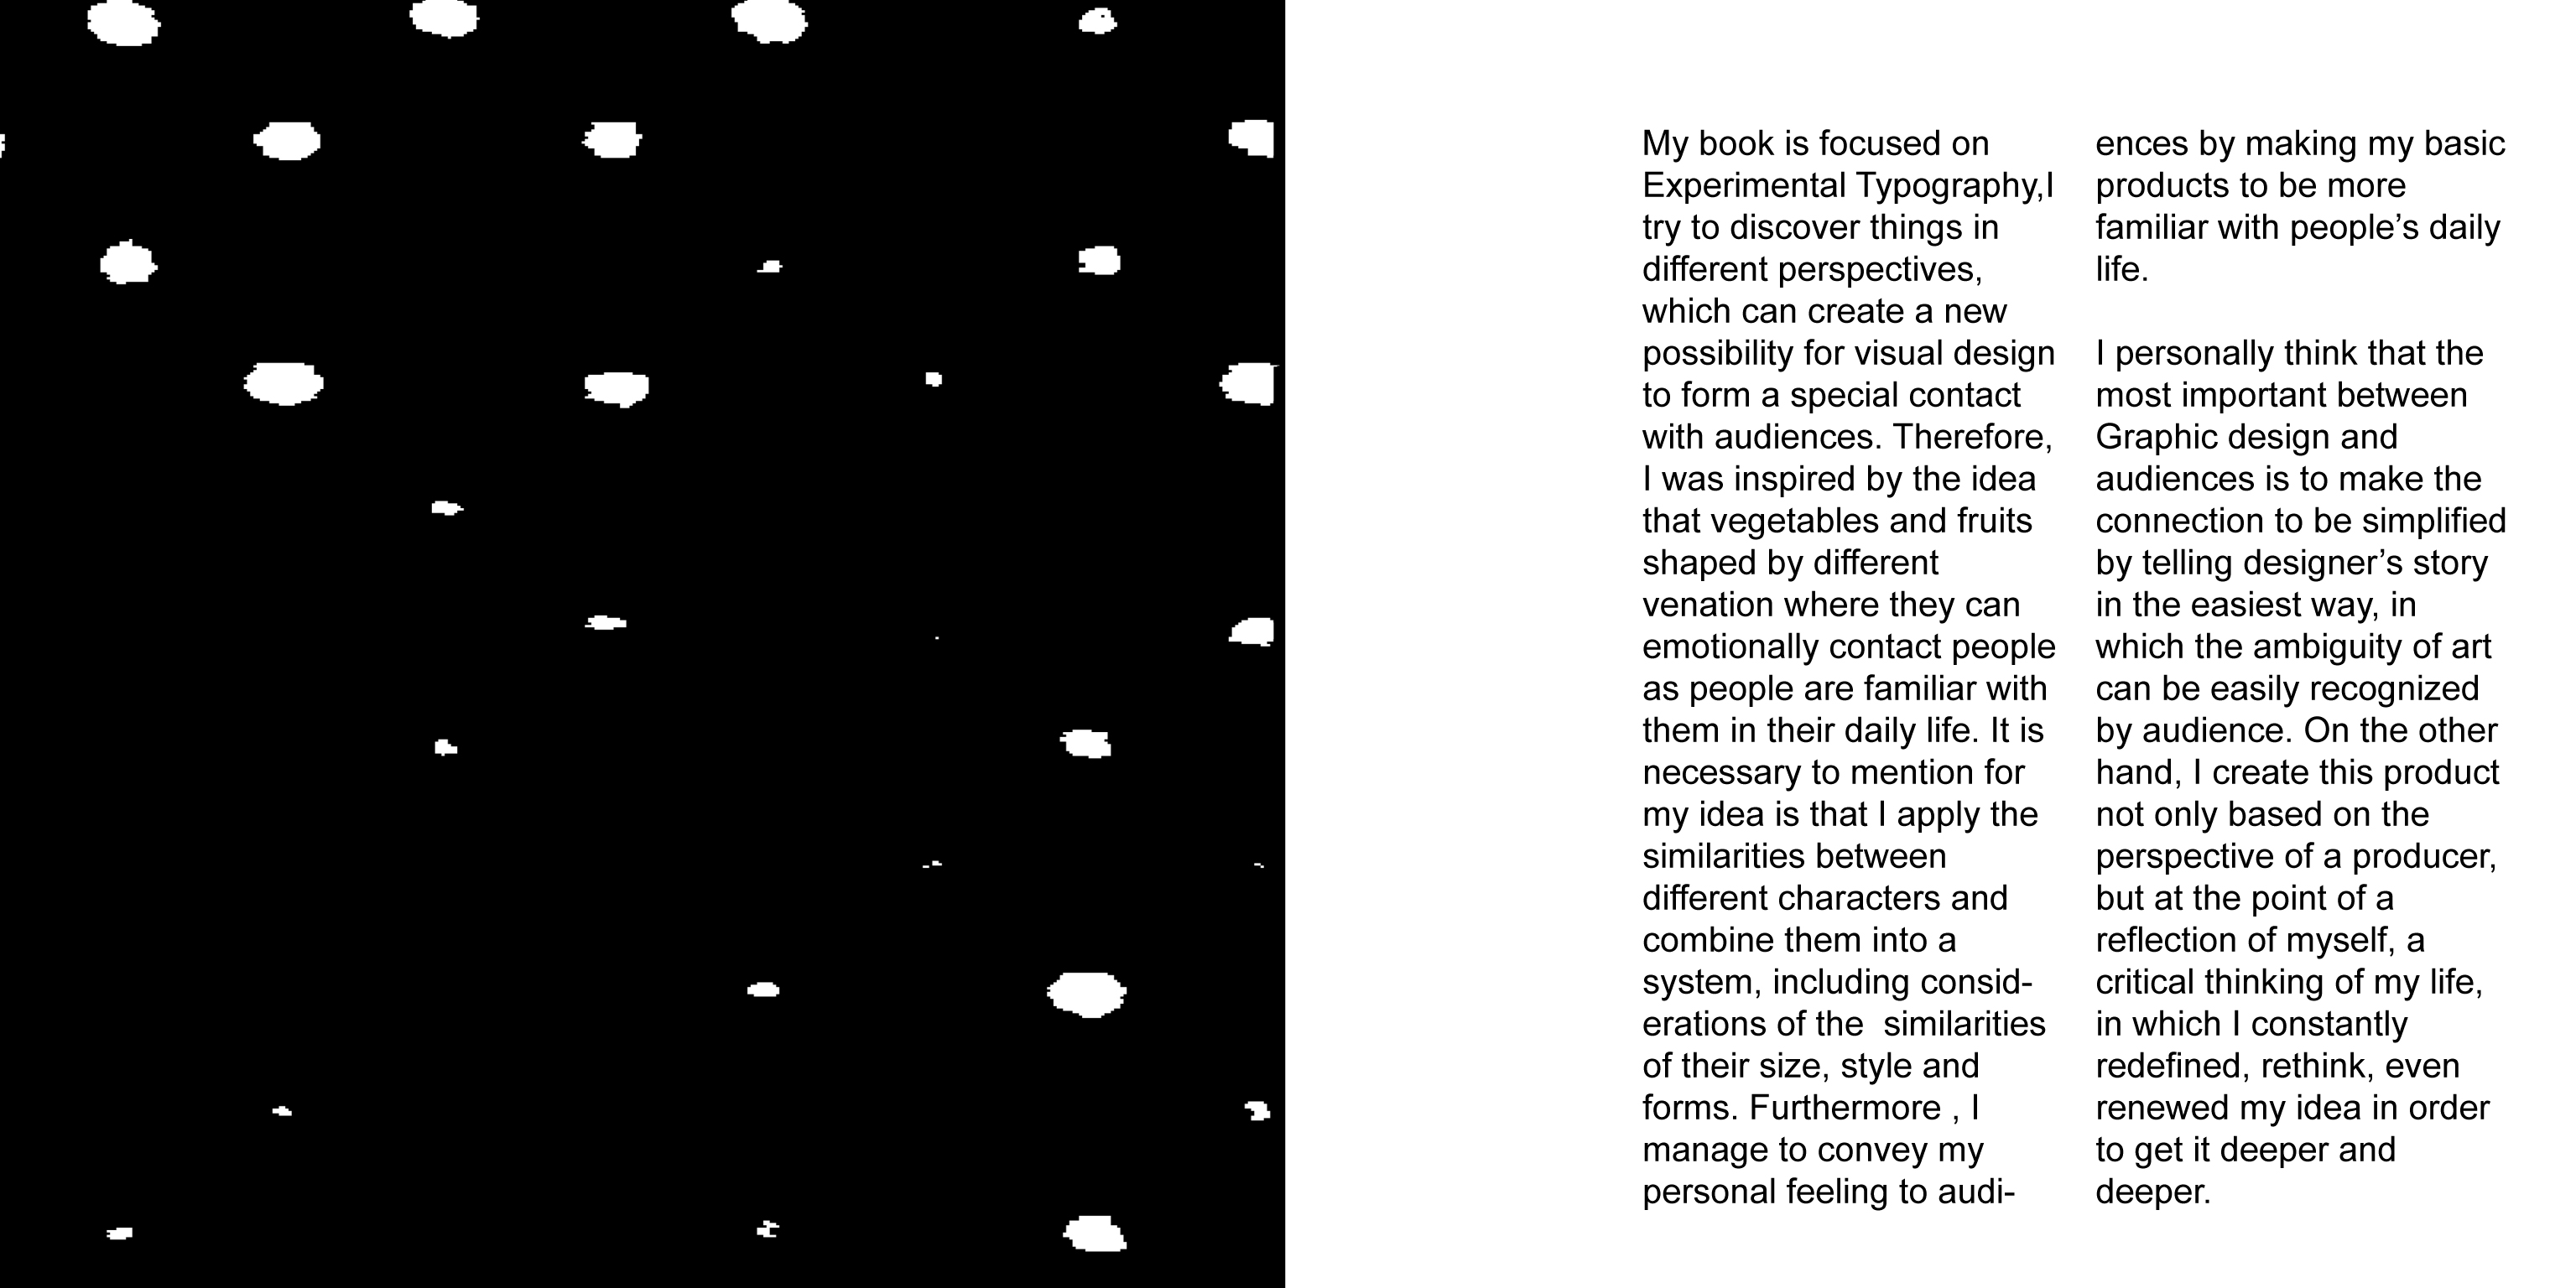 My book is focused on
Experimental Typography,I
try to discover things in
different perspectives,
which can create a new
possibility for visual design
to form a special contact
with audiences. Therefore,
I was inspired by the idea
that vegetables and fruits
shaped by different
venation where they can
emotionally contact people
as people are familiar with
them in their daily life. It is
necessary to mention for
my idea is that I apply the
similarities between
different characters and
combine them into a
system, including consid-
erations of the  similarities
of their size, style and
forms. Furthermore , I
manage to convey my
personal feeling to audi-
ences by making my basic
products to be more
familiar with people’s daily
life.
I personally think that the
most important between
Graphic design and
audiences is to make the
connection to be simplified
by telling designer’s story
in the easiest way, in
which the ambiguity of art
can be easily recognized
by audience. On the other
hand, I create this product
not only based on the
perspective of a producer,
but at the point of a
reflection of myself, a
critical thinking of my life,
in which I constantly
redefined, rethink, even
renewed my idea in order
to get it deeper and
deeper.